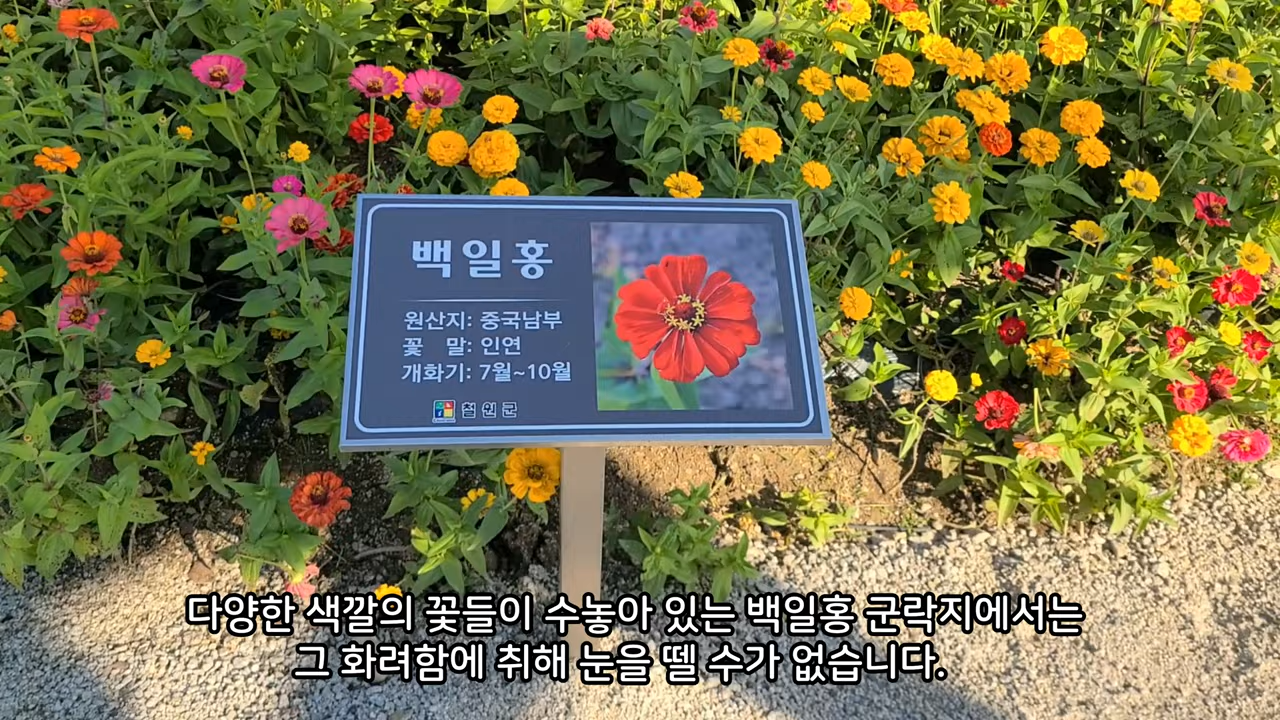 백일홍
원산지: 중국남부
꽃 말: 인연
개화기: 7월~10월
철원군
다양한 색깔의 꽃들이 수놓아 있는 백일홍 군락지에서는
그 화려함에 취해 눈을 뗄 수가 없습니다.